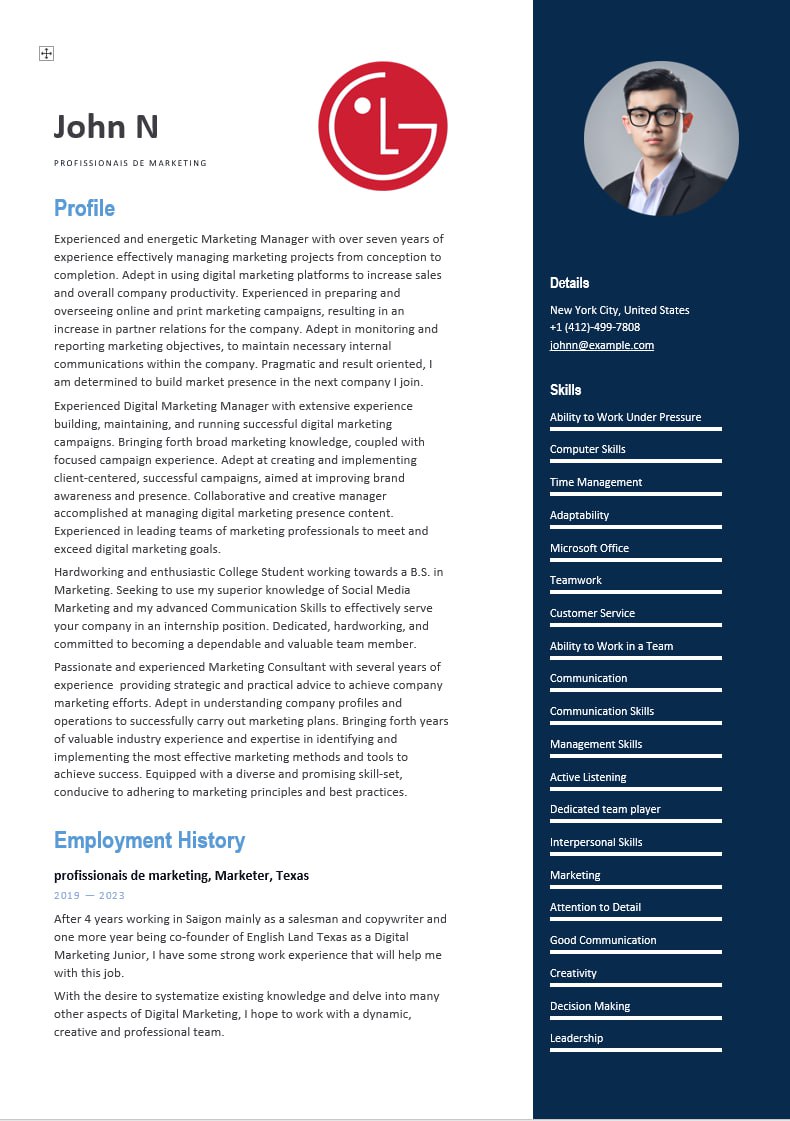 John N
PROFISSIONAIS DE MARKETING
LG
Profile
Experienced and energetic Marketing Manager with over seven years of
experience effectively managing marketing projects from conception to
completion. Adept in using digital marketing platforms to increase sales
and overall company productivity. Experienced in preparing and
overseeing online and print marketing campaigns, resulting in an
increase in partner relations for the company. Adept in monitoring and
reporting marketing objectives, to maintain necessary internal
communications within the company. Pragmatic and result oriented, I
am determined to build market presence in the next company I join.
Experienced Digital Marketing Manager with extensive experience
building, maintaining, and running successful digital marketing
campaigns. Bringing forth broad marketing knowledge, coupled with
focused campaign experience. Adept at creating and implementing
client-centered, successful campaigns, aimed at improving brand
awareness and presence. Collaborative and creative manager
accomplished at managing digital marketing presence content.
Experienced in leading teams of marketing professionals to meet and
exceed digital marketing goals.
Hardworking and enthusiastic College Student working towards a B.S. in
Marketing. Seeking to use my superior knowledge of Social Media
Marketing and my advanced Communication Skills to effectively serve
your company in an internship position. Dedicated, hardworking, and
committed to becoming a dependable and valuable team member.
Passionate and experienced Marketing Consultant with several years of
experience providing strategic and practical advice to achieve company
marketing efforts. Adept in understanding company profiles and
operations to successfully carry out marketing plans. Bringing forth years
of valuable industry experience and expertise in identifying and
implementing the most effective marketing methods and tools to
achieve success. Equipped with a diverse and promising skill-set,
conducive to adhering to marketing principles and best practices.
Employment History
profissionais de marketing, Marketer, Texas
2019 — 2023
After 4 years working in Saigon mainly as a salesman and copywriter and
one more year being co-founder of English Land Texas as a Digital
Marketing Junior, I have some strong work experience that will help me
with this job.
With the desire to systematize existing knowledge and delve into many
other aspects of Digital Marketing, I hope to work with a dynamic,
creative and professional team.
Details
New York City, United States
+1 (412)-499-7808
johnn@example.com
Skills
Ability to Work Under Pressure
Computer Skills
Time Management
Adaptability
Microsoft Office
Teamwork
Customer Service
Ability to Work in a Team
Communication
Communication Skills
Management Skills
Active Listening
Dedicated team player
Interpersonal Skills
Marketing
Attention to Detail
Good Communication
Creativity
Decision Making
Leadership